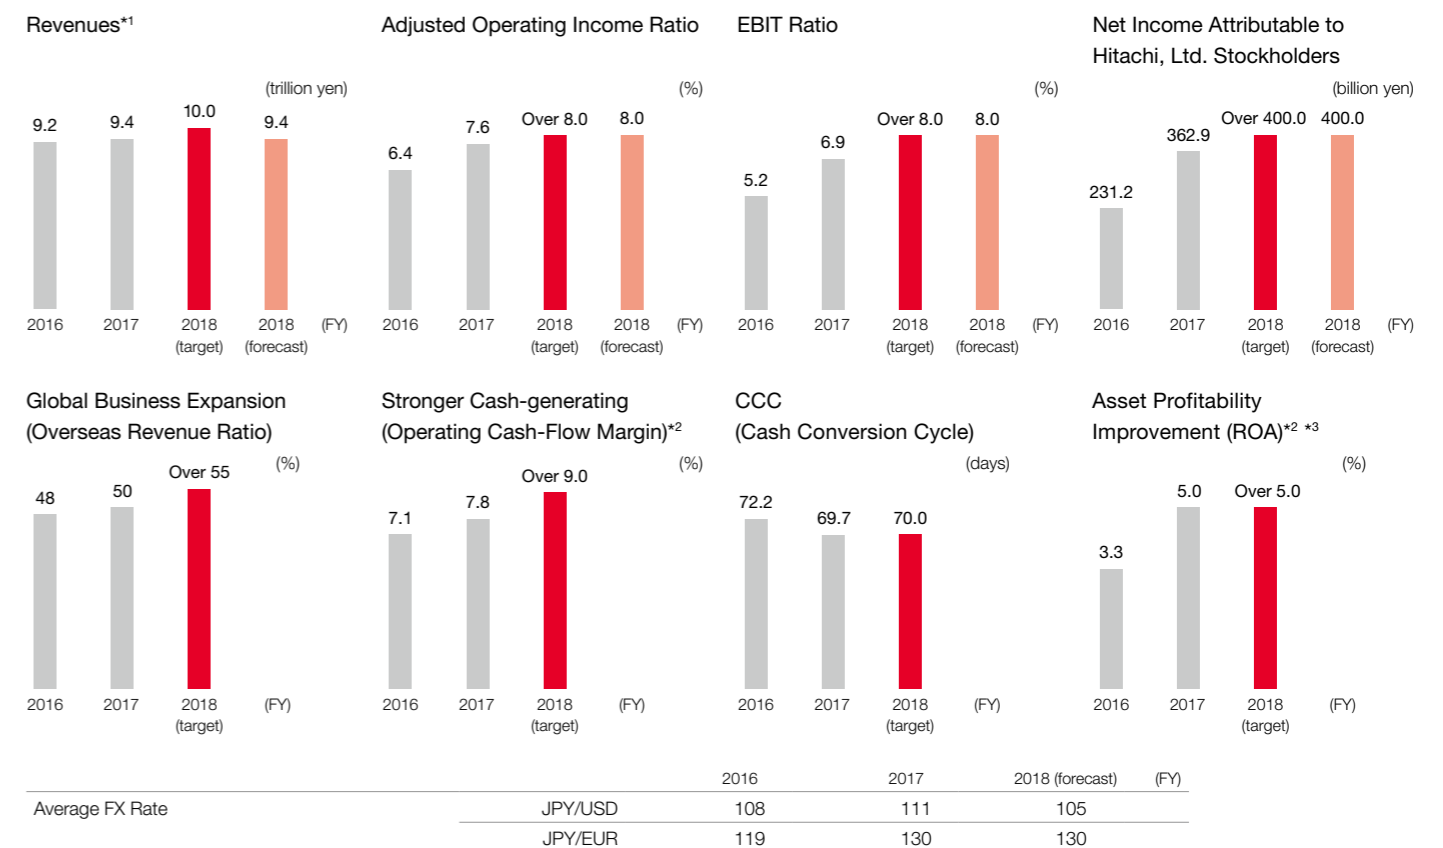 Revenues*1
(trillion yen)
9.2 9.4 10.0 9.4
2016 2017 2018 2018 (FY)
(target) (forecast)
Adjusted Operating Income Ratio
(%)
6.4 7.6 Over 8.0 8.0
2016 2017 2018 2018 (FY)
(target) (forecast)
EBIT Ratio
(%)
5.2 6.9 Over 8.0 8.0
2016 2017 2018 2018 (FY)
(target) (forecast)
Net Income Attributable to
Hitachi, Ltd. Stockholders
(billion yen)
231.2 362.9 Over 400.0 400.0
2016 2017 2018 2018 (FY)
(target) (forecast)
Global Business Expansion
(Overseas Revenue Ratio)
(%)
48 50 Over 55
2016 2017 2018 (FY)
(target)
Stronger Cash-generating
(Operating Cash-Flow Margin)*2
(%)
7.1 7.8 Over 9.0
2016 2017 2018 (FY)
(target)
CCC
(Cash Conversion Cycle)
(days)
72.2 69.7 70.0
2016 2017 2018 (FY)
(target)
Asset Profitability
Improvement (ROA)*2 *3
(%)
3.3 5.0 Over 5.0
2016 2017 2018 (FY)
(target)
2016 2017 2018 (forecast) (FY)
Average FX Rate JPY/USD 108 111 105
JPY/EUR 119 130 130